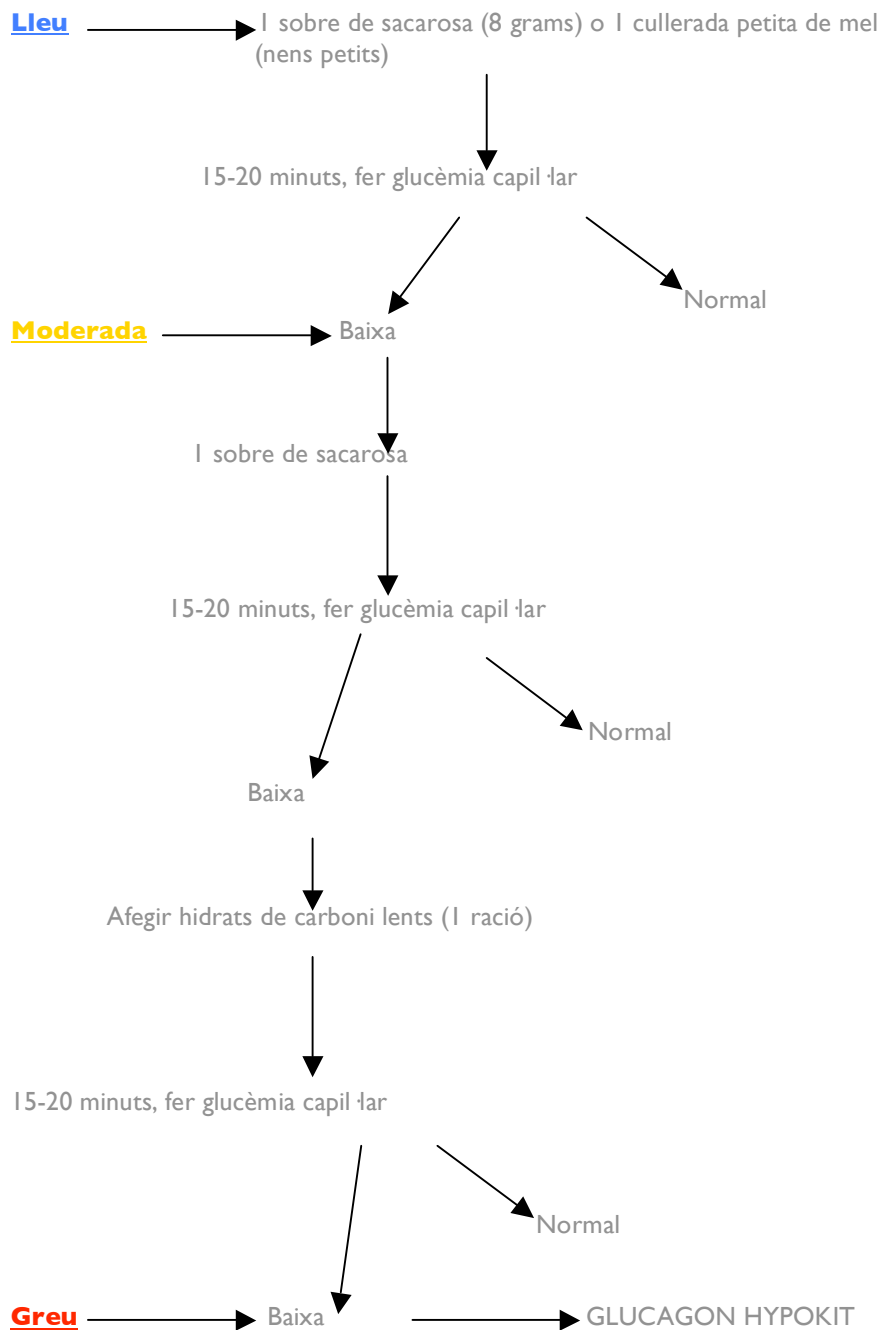 Lleu
1 sobre de sacarosa (8 grams) o 1 cullerada petita de mel
(nens petits)
15-20 minuts, fer glucèmia capil·lar
Normal
Moderada
Baixa
1 sobre de sacarosa
15-20 minuts, fer glucèmia capil·lar
Normal
Baixa
Afegir hidrats de carboni lents (1 ració)
15-20 minuts, fer glucèmia capil·lar
Normal
Greu
Baixa
GLUCAGON HYPOKIT